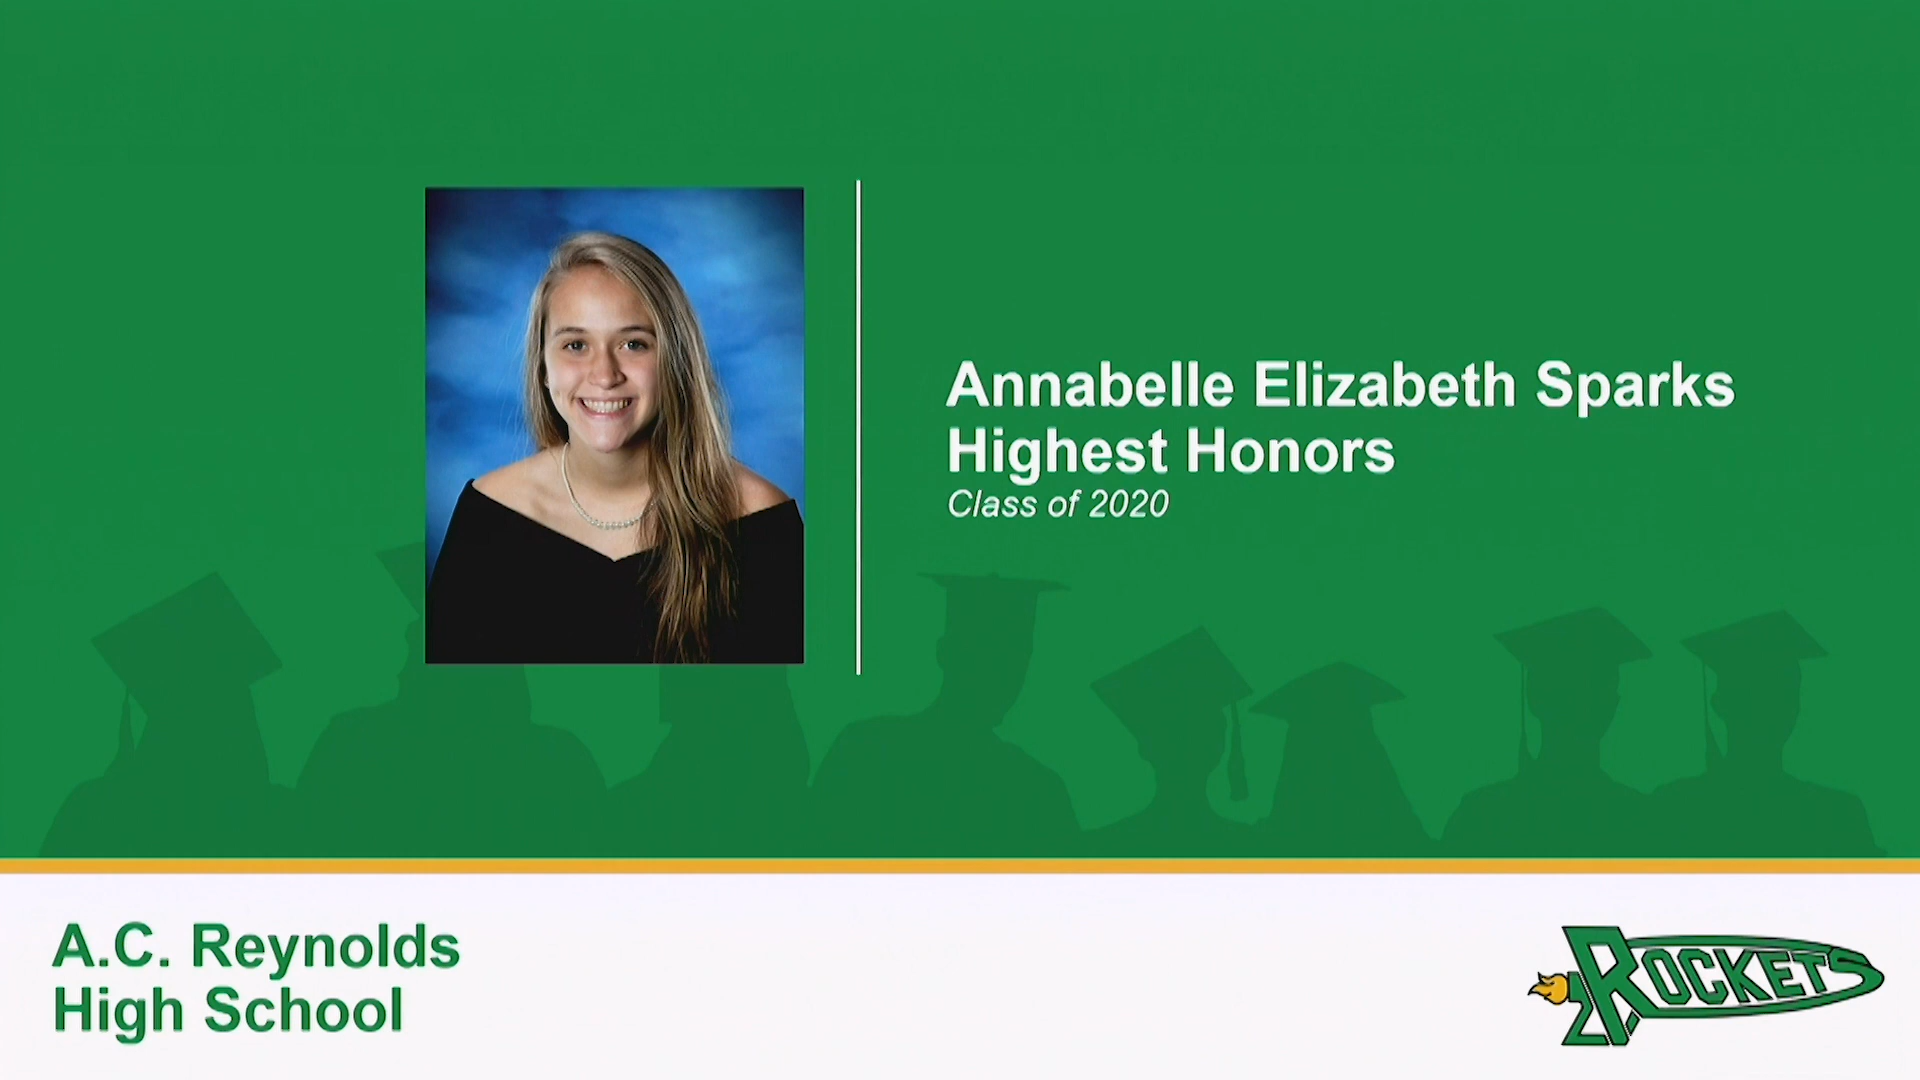 Annabelle Elizabeth Sparks
Highest Honors
Class of 2020
A.C. Reynolds
High School
ROCKETS